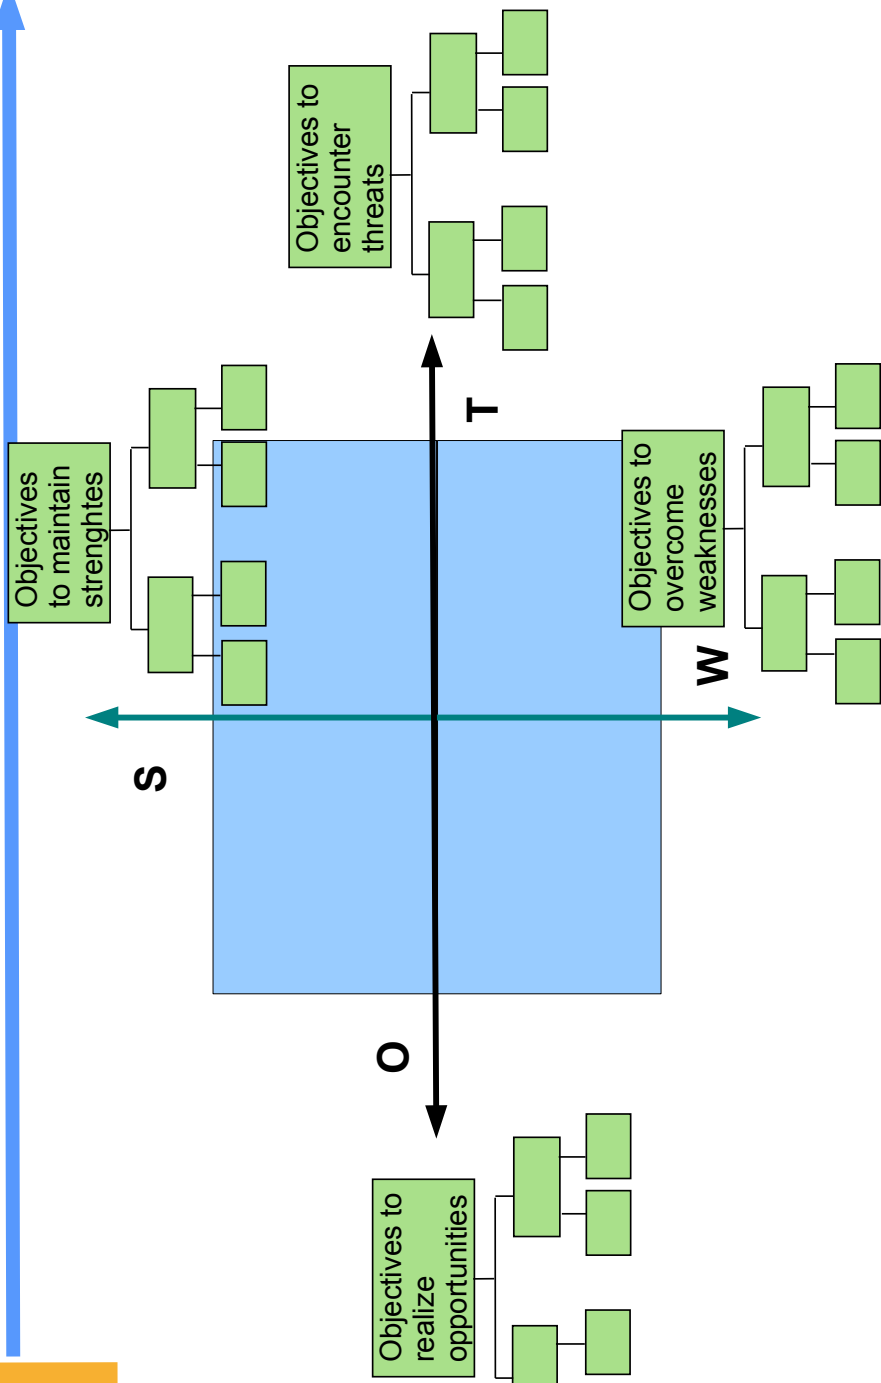 Objectives
to maintain
strenghtes
S
Objectives to
realize
opportunities
O
T
Objectives to
encounter
threats
W
Objectives to
overcome
weaknesses